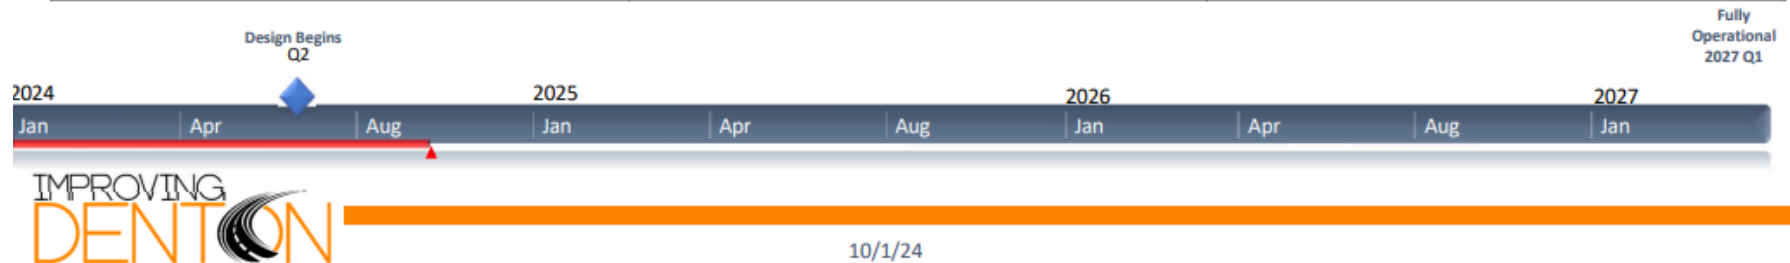 Fully
Operational
2027 Q1
Design Begins
Q2
2024 2025 2026 2027
Jan Apr Aug Jan Apr Aug Jan Apr Aug Jan
IMPROVING
DENTON
10/1/24